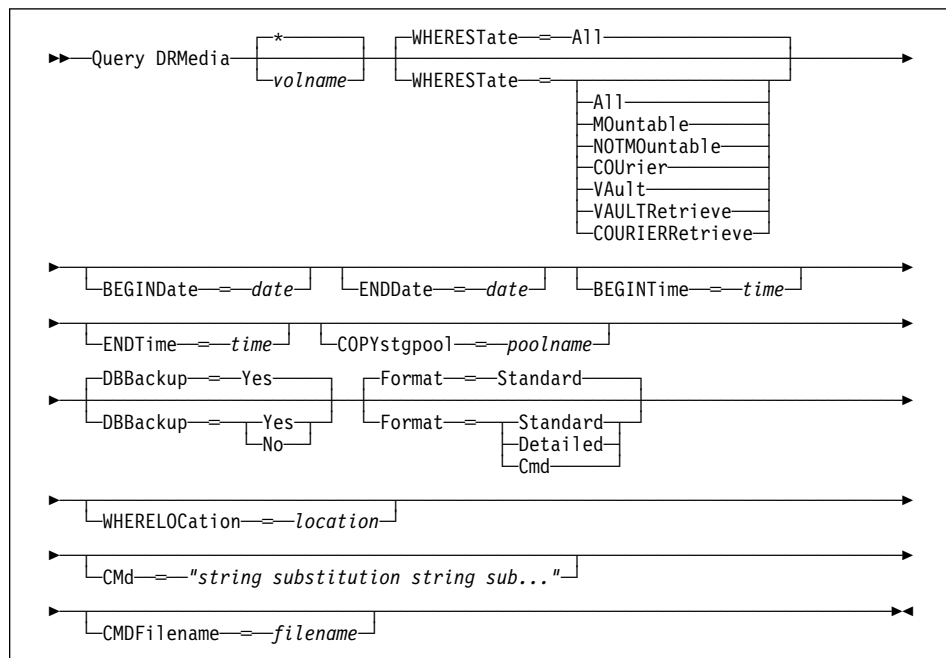 * WHERESTate = All
Query DRMedia
volname WHERESTate =
All
MOuntable
NOTMOuntable
COUrier
VAult
VAULTRetrieve
COURIERRetrieve
BEGINDate = date ENDDate = date BEGINTime = time
ENDTime = time COPYstgpool = poolname
DBBackup = Yes Format = Standard
DBBackup = Yes Format = Standard
No Detailed
Cmd
WHERELOCation = location
CMd = "string substitution string sub..."
CMDFilename = filename